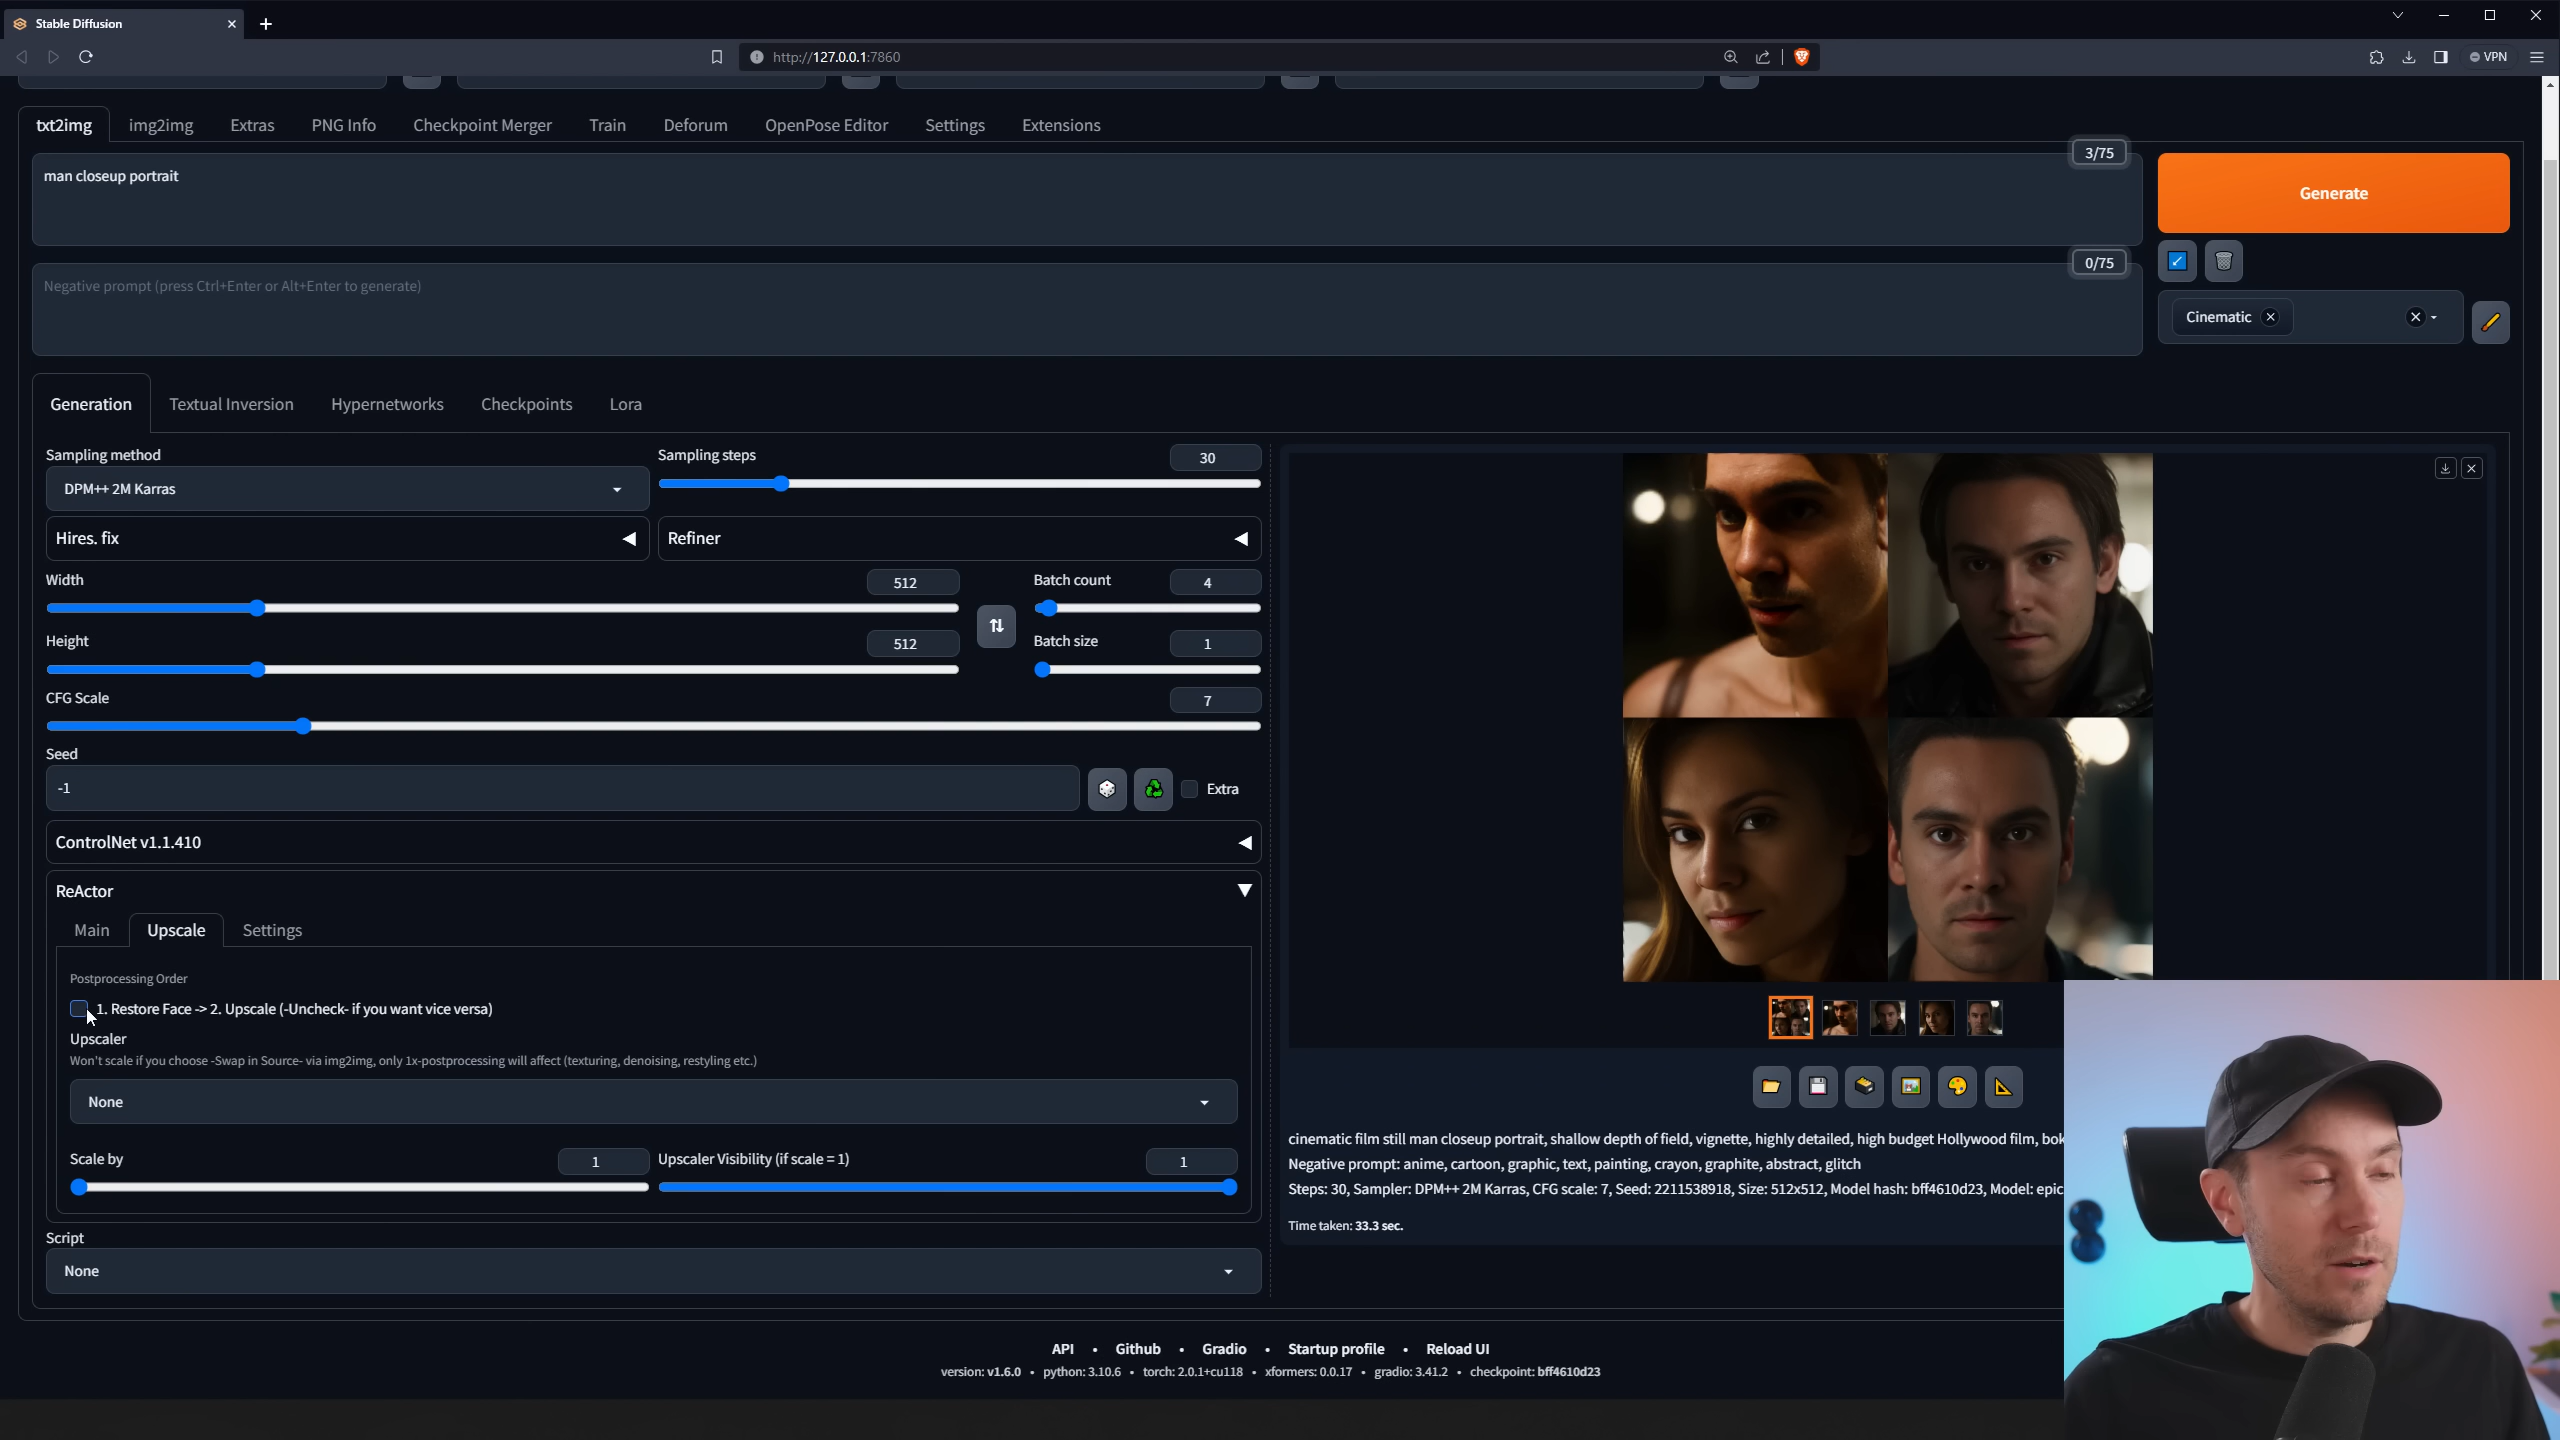 Stable Diffusion
http://127.0.0.1:7860
VPN
txt2img
img2img
Extras
PNG Info
Checkpoint Merger
Train
Deforum
OpenPose Editor
Settings
Extensions
3/75
man closeup portrait
Generate
0/75
Negative prompt (press Ctrl+Enter or Alt+Enter to generate)
Cinematic
Generation
Textual Inversion
Hypernetworks
Checkpoints
Lora
Sampling method
DPM++ 2M Karras
Sampling steps
30
Hires. fix
Refiner
Width
512
Batch count
4
Height
512
Batch size
1
CFG Scale
7
Seed
-1
Extra
ControlNet v1.1.410
ReActor
Main
Upscale
Settings
Postprocessing Order
1. Restore Face -> 2. Upscale (-Uncheck- if you want vice versa)
Upscaler
Won't scale if you choose -Swap in Source- via img2img, only 1x-postprocessing will affect (texturing, denoising, restyling etc.)
None
Scale by
1
Upscaler Visibility (if scale = 1)
1
Script
None
cinematic film still man closeup portrait, shallow depth of field, vignette, highly detailed, high budget Hollywood film, bok
Negative prompt: anime, cartoon, graphic, text, painting, crayon, graphite, abstract, glitch
Steps: 30, Sampler: DPM++ 2M Karras, CFG scale: 7, Seed: 2211538918, Size: 512x512, Model hash: bff4610d23, Model: epic
Time taken: 33.3 sec.
API • Github • Gradio • Startup profile • Reload UI
version: v1.6.0 • python: 3.10.6 • torch: 2.0.1+cu118 • xformers: 0.0.17 • gradio: 3.41.2 • checkpoint: bff4610d23